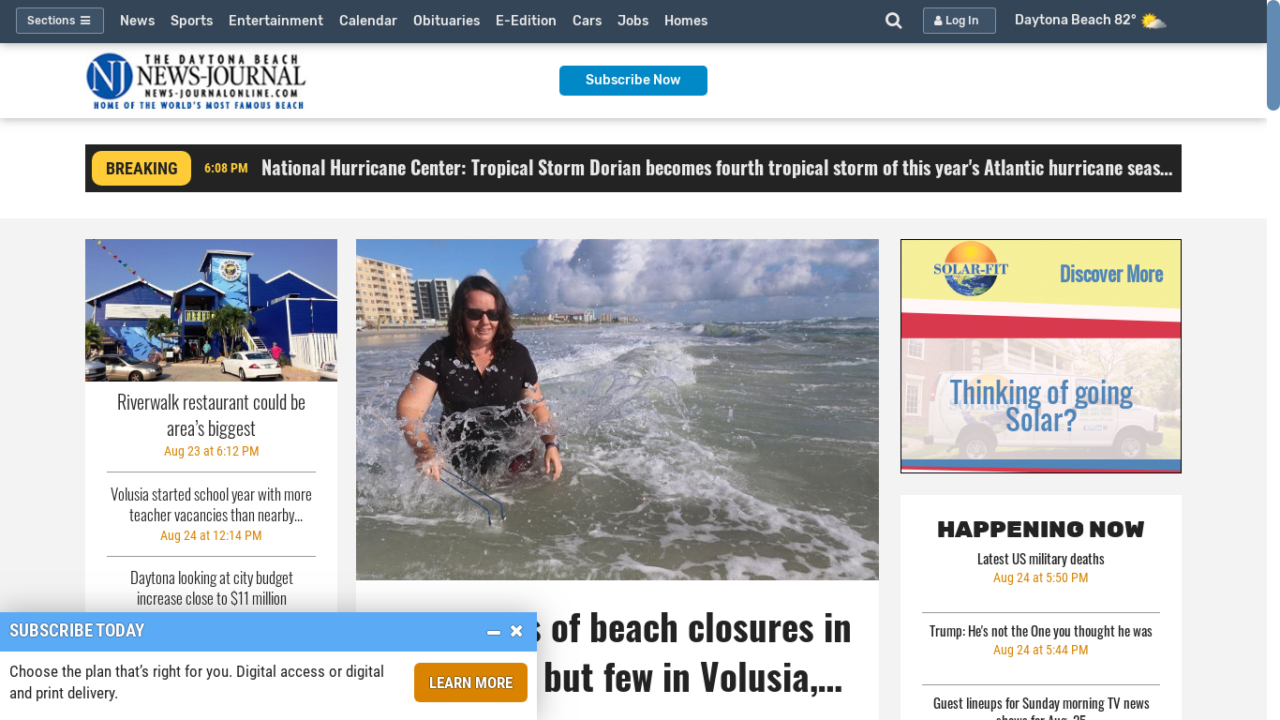 Sections
News
Sports
Entertainment
Calendar
Obituaries
E-Edition
Cars
Jobs
Homes
Log In
Daytona Beach 82°
THE DAYTONA BEACH
NJ NEWS-JOURNAL
NEWS-JOURNALONLINE.COM
HOME OF THE WORLD'S MOST FAMOUS BEACH
Subscribe Now
BREAKING
6:08 PM
National Hurricane Center: Tropical Storm Dorian becomes fourth tropical storm of this year's Atlantic hurricane seas...
Riverwalk restaurant could be
area’s biggest
Aug 23 at 6:12 PM
Volusia started school year with more
teacher vacancies than nearby...
Aug 24 at 12:14 PM
Daytona looking at city budget
increase close to $11 million
of beach closures in
but few in Volusia,...
SOLAR-FIT
Discover More
Thinking of going
Solar?
HAPPENING NOW
Latest US military deaths
Aug 24 at 5:50 PM
Trump: He's not the One you thought he was
Aug 24 at 5:44 PM
Guest lineups for Sunday morning TV news
shows for Aug. 25
SUBSCRIBE TODAY
Choose the plan that’s right for you. Digital access or digital
and print delivery.
LEARN MORE